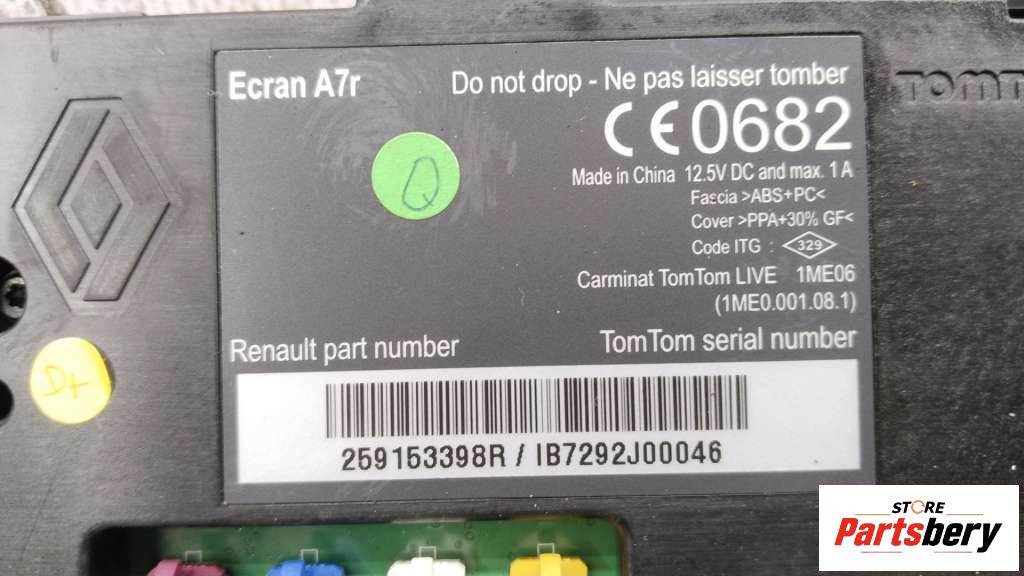 Ecran A7r
Do not drop - Ne pas laisser tomber
CE 0682
Made in China 12.5V DC and max. 1 A
Fascia >ABS+PC<
Cover >PPA+30% GF<
Code ITG : 329
Carminat TomTom LIVE 1ME06
(1ME0.001.08.1)
Renault part number
TomTom serial number
259153398R / IB7292J00046
Q
D+
TOMT
STORE
Partsbery